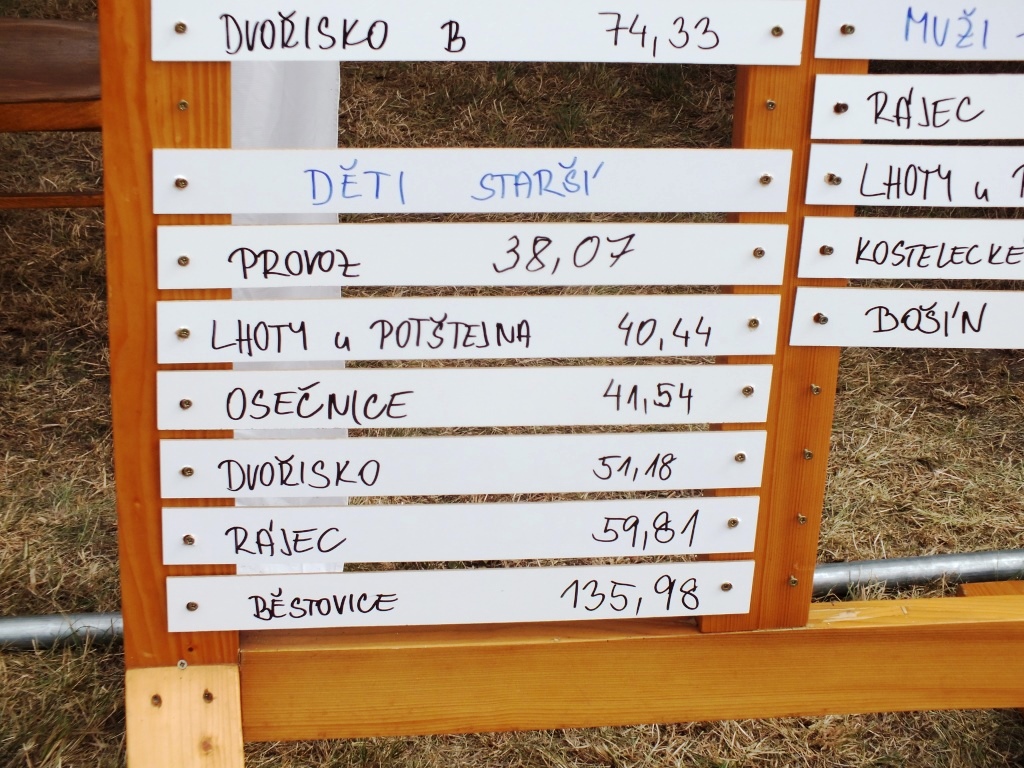 DVOŘISKO B 74,33
DĚTI STARŠÍ
PROVOZ 38,07
LHOTY u POTŠTEJNA 40,44
OSEČNICE 41,54
DVOŘISKO 51,18
RÁJEC 59,81
BĚSTOVICE 135,98
MUŽI -
RÁJEC
LHOTY u
KOSTELECKE
BOŠÍN